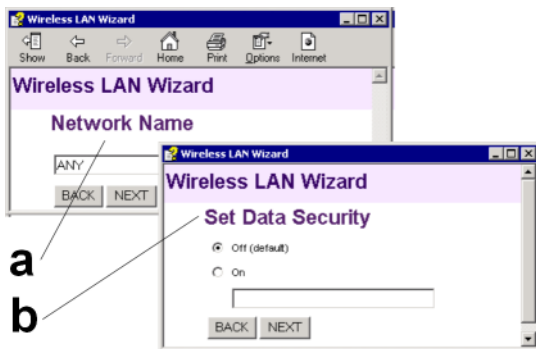 Wireless LAN Wizard
Show Back Forward Home Print Options Internet
Wireless LAN Wizard
Network Name
ANY
BACK NEXT
Wireless LAN Wizard
Wireless LAN Wizard
Set Data Security
Off (default)
On
BACK NEXT
a
b